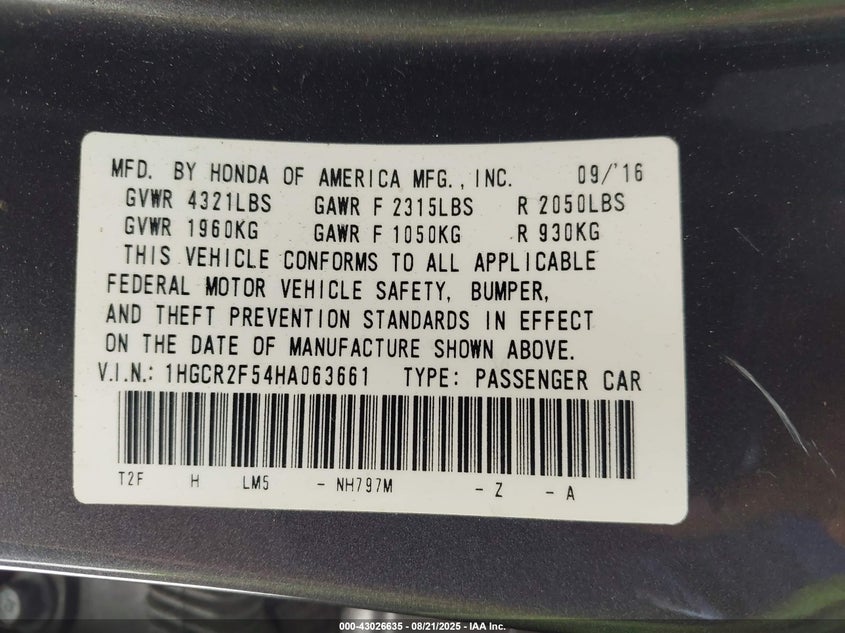 MFD. BY HONDA OF AMERICA MFG., INC. 09/'16
GVWR 4321LBS GAWR F 2315LBS R 2050LBS
GVWR 1960KG GAWR F 1050KG R 930KG
THIS VEHICLE CONFORMS TO ALL APPLICABLE
FEDERAL MOTOR VEHICLE SAFETY, BUMPER,
AND THEFT PREVENTION STANDARDS IN EFFECT
ON THE DATE OF MANUFACTURE SHOWN ABOVE.
V.I.N.: 1HGCR2F54HA063661 TYPE: PASSENGER CAR
T2F H LM5 - NH797M - Z - A
000-43026635 - 08/21/2025 - IAA Inc.